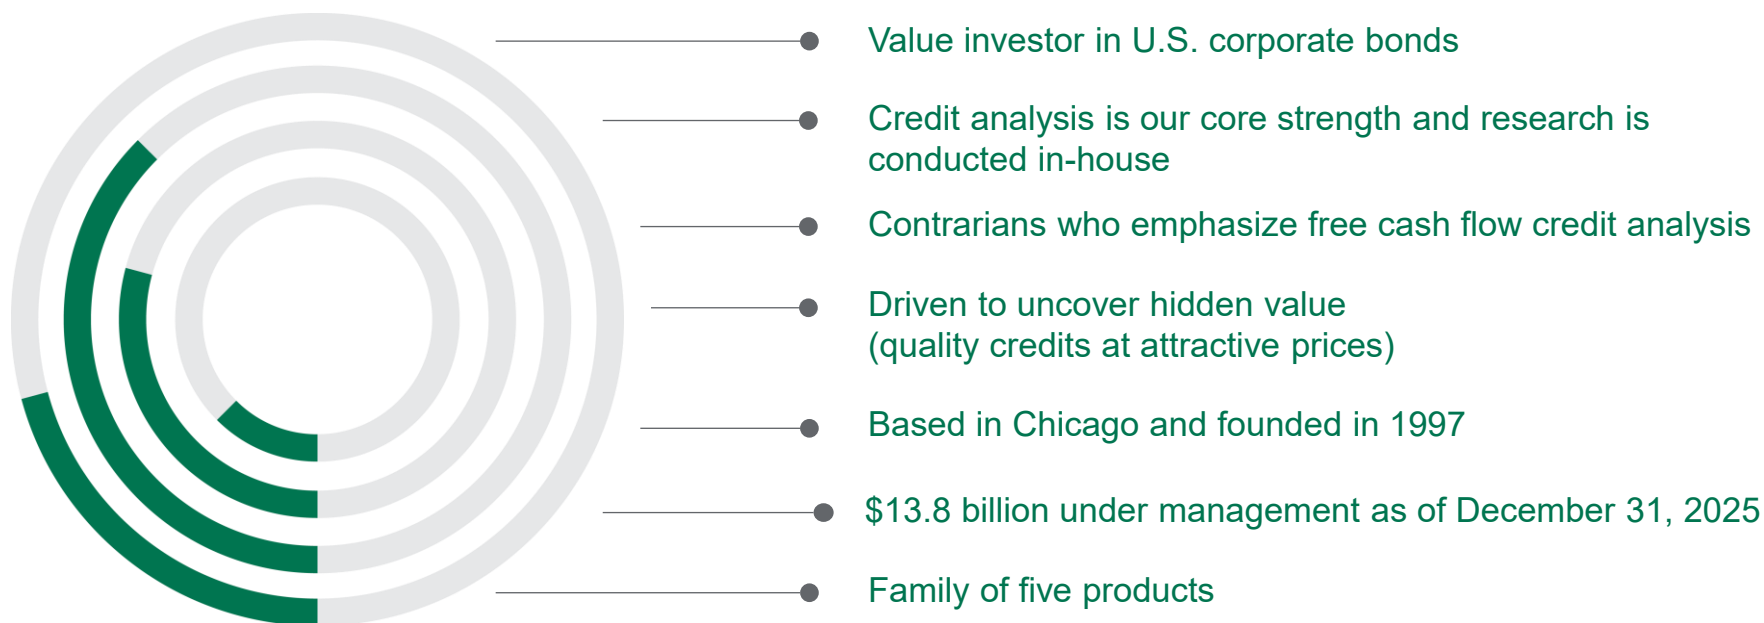 Value investor in U.S. corporate bonds
Credit analysis is our core strength and research is
conducted in-house
Contrarians who emphasize free cash flow credit analysis
Driven to uncover hidden value
(quality credits at attractive prices)
Based in Chicago and founded in 1997
$13.8 billion under management as of December 31, 2025
Family of five products